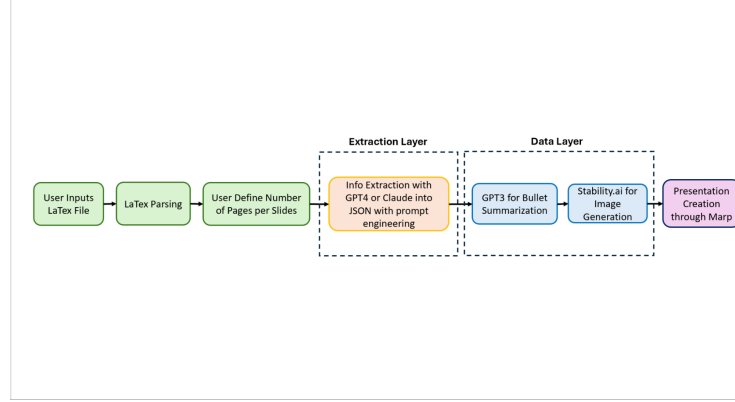 Extraction Layer
Data Layer
User Inputs
LaTex File
LaTex Parsing
User Define Number
of Pages per Slides
Info Extraction with
GPT4 or Claude into
JSON with prompt
engineering
GPT3 for Bullet
Summarization
Stability.ai for
Image
Generation
Presentation
Creation
through Marp